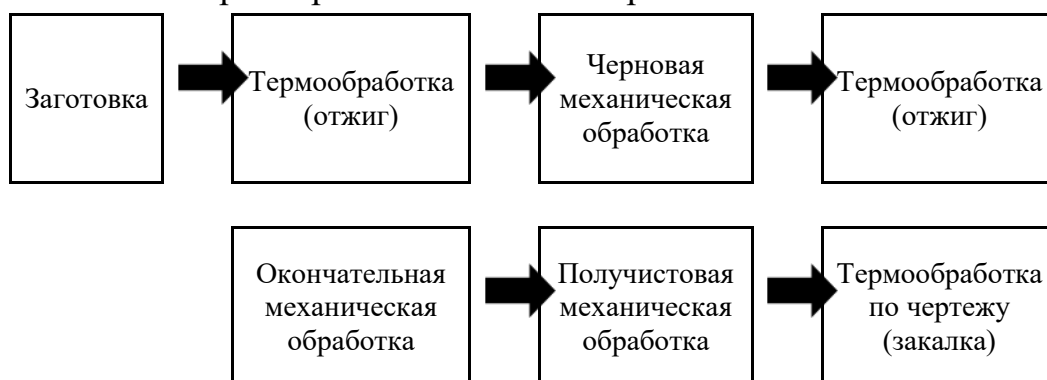 Заготовка
Термообработка
(отжиг)
Черновая
механическая
обработка
Термообработка
(отжиг)
Окончательная
механическая
обработка
Получистовая
механическая
обработка
Термообработка
по чертежу
(закалка)